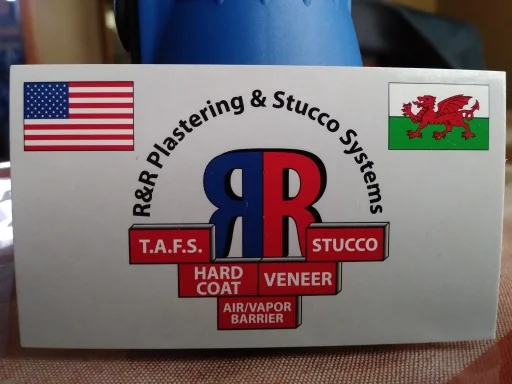 R&R Plastering & Stucco Systems
RR
T.A.F.S.
STUCCO
HARD
COAT
VENEER
AIR/VAPOR
BARRIER